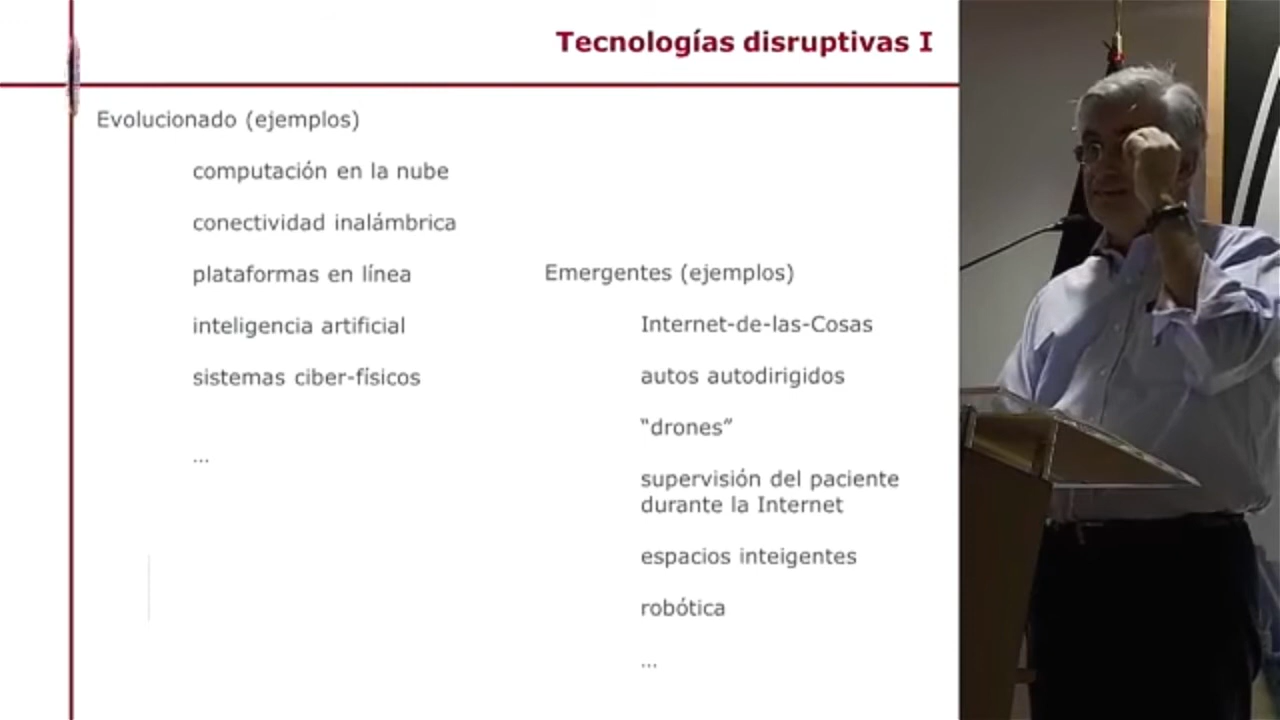 Tecnologías disruptivas I
Evolucionado (ejemplos)
computación en la nube
conectividad inalámbrica
plataformas en línea
inteligencia artificial
sistemas ciber-físicos
...
Emergentes (ejemplos)
Internet-de-las-Cosas
autos autodirigidos
“drones”
supervisión del paciente
durante la Internet
espacios inteigentes
robótica
...